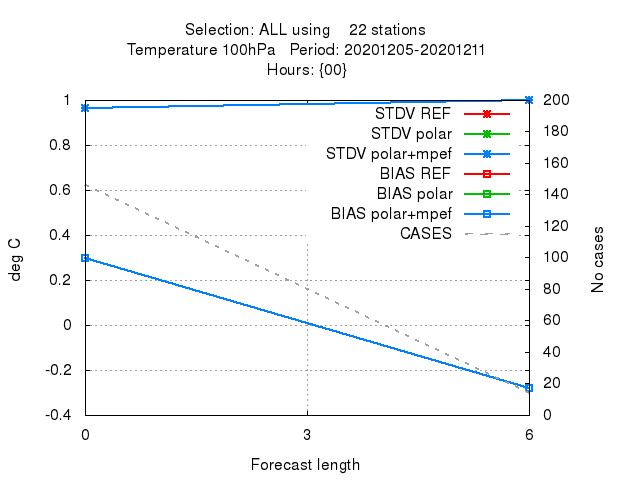 Selection: ALL using 22 stations
Temperature 100hPa Period: 20201205-20201211
Hours: {00}
1
0.8
0.6
0.4
0.2
0
-0.2
-0.4
200
180
160
140
120
100
80
60
40
20
0
STDV REF
STDV polar
STDV polar+mpef
BIAS REF
BIAS polar
BIAS polar+mpef
CASES
deg C
No cases
0 3 6
Forecast length